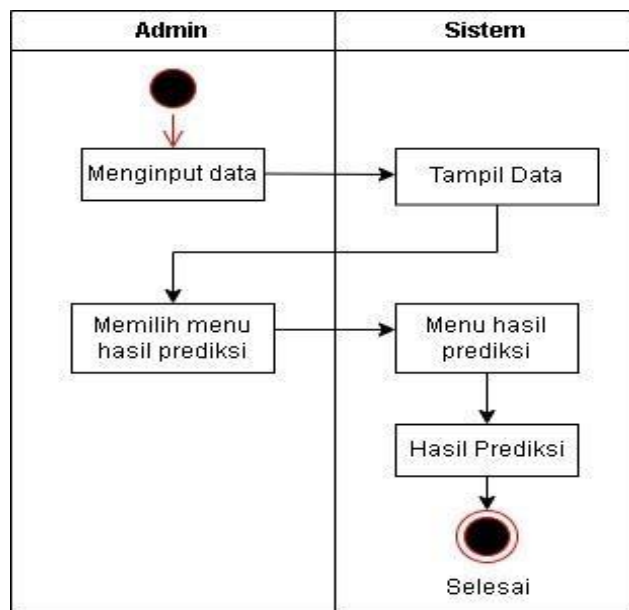 Admin
Sistem
Menginput data
Tampil Data
Memilih menu
hasil prediksi
Menu hasil
prediksi
Hasil Prediksi
Selesai